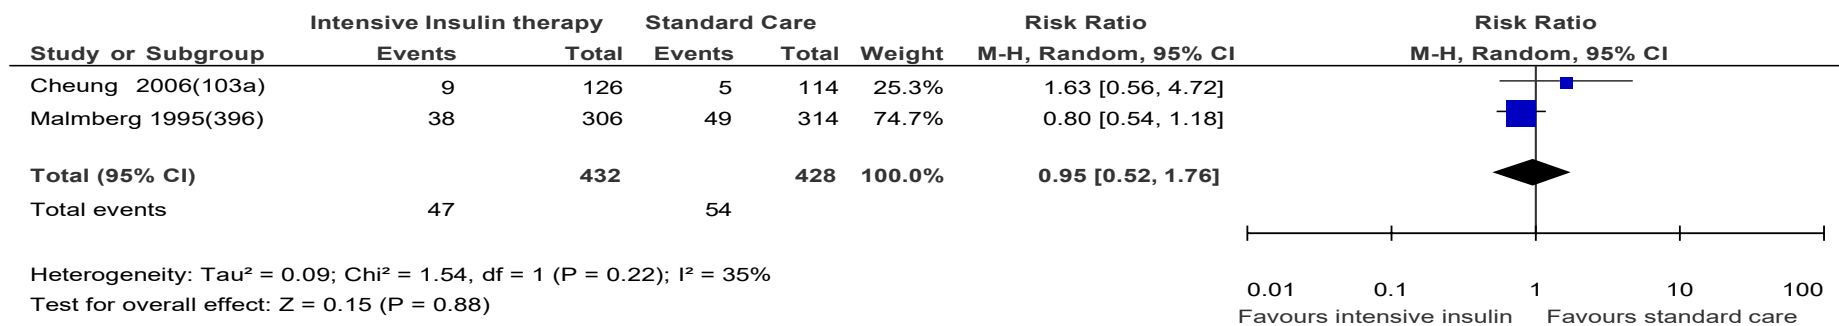 Intensive Insulin therapy Standard Care Risk Ratio Risk Ratio
Study or Subgroup Events Total Events Total Weight M-H, Random, 95% CI M-H, Random, 95% CI
Cheung 2006(103a) 9 126 5 114 25.3% 1.63 [0.56, 4.72]
Malmberg 1995(396) 38 306 49 314 74.7% 0.80 [0.54, 1.18]
Total (95% CI) 432 428 100.0% 0.95 [0.52, 1.76]
Total events 47 54
Heterogeneity: Tau² = 0.09; Chi² = 1.54, df = 1 (P = 0.22); I² = 35%
Test for overall effect: Z = 0.15 (P = 0.88)
0.01 0.1 1 10 100
Favours intensive insulin Favours standard care